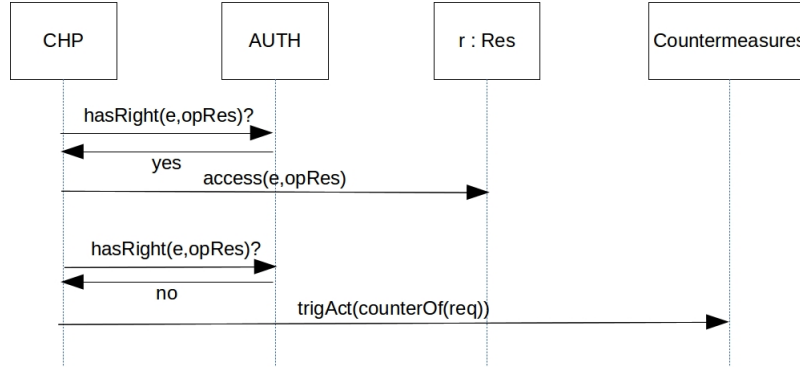 CHP
AUTH
r : Res
Countermeasures
hasRight(e,opRes)?
yes
access(e,opRes)
hasRight(e,opRes)?
no
trigAct(counterOf(req))